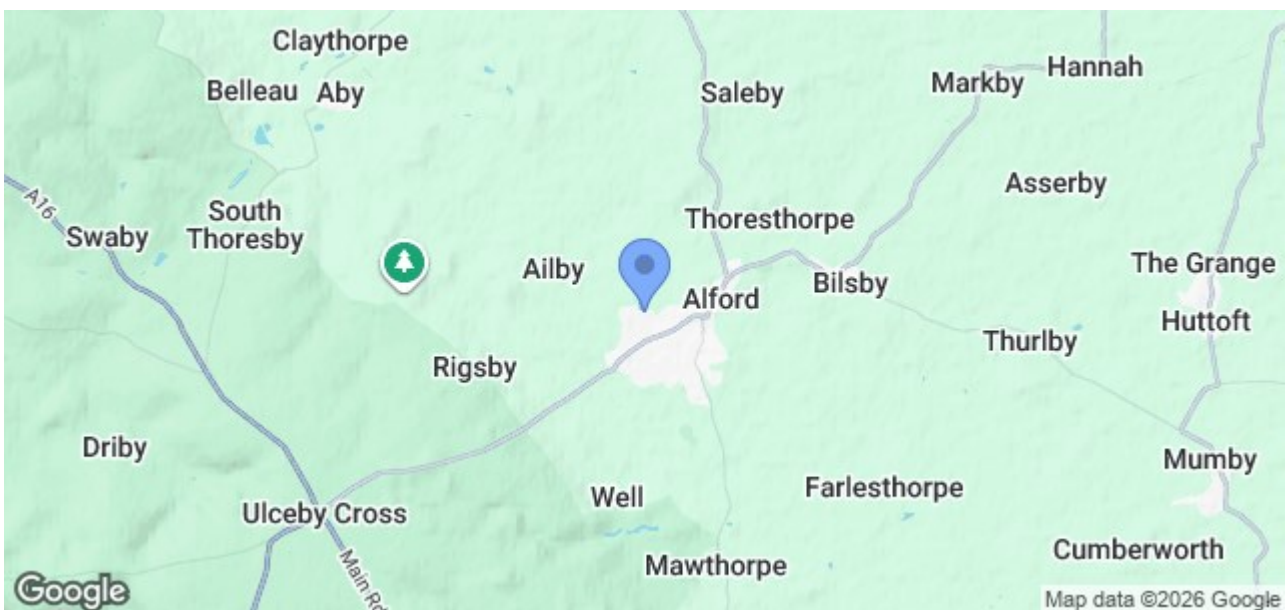 Claythorpe
Belleau
Aby
Saleby
Markby
Hannah
Asserby
A16
Swaby
South
Thoresby
Thoresthorpe
Ailby
Alford
Bilsby
The Grange
Huttoft
Thurlby
Rigsby
Driby
Mumby
Ulceby Cross
Well
Farlesthorpe
Main Rd
Mawthorpe
Cumberworth
Google
Map data ©2026 Google